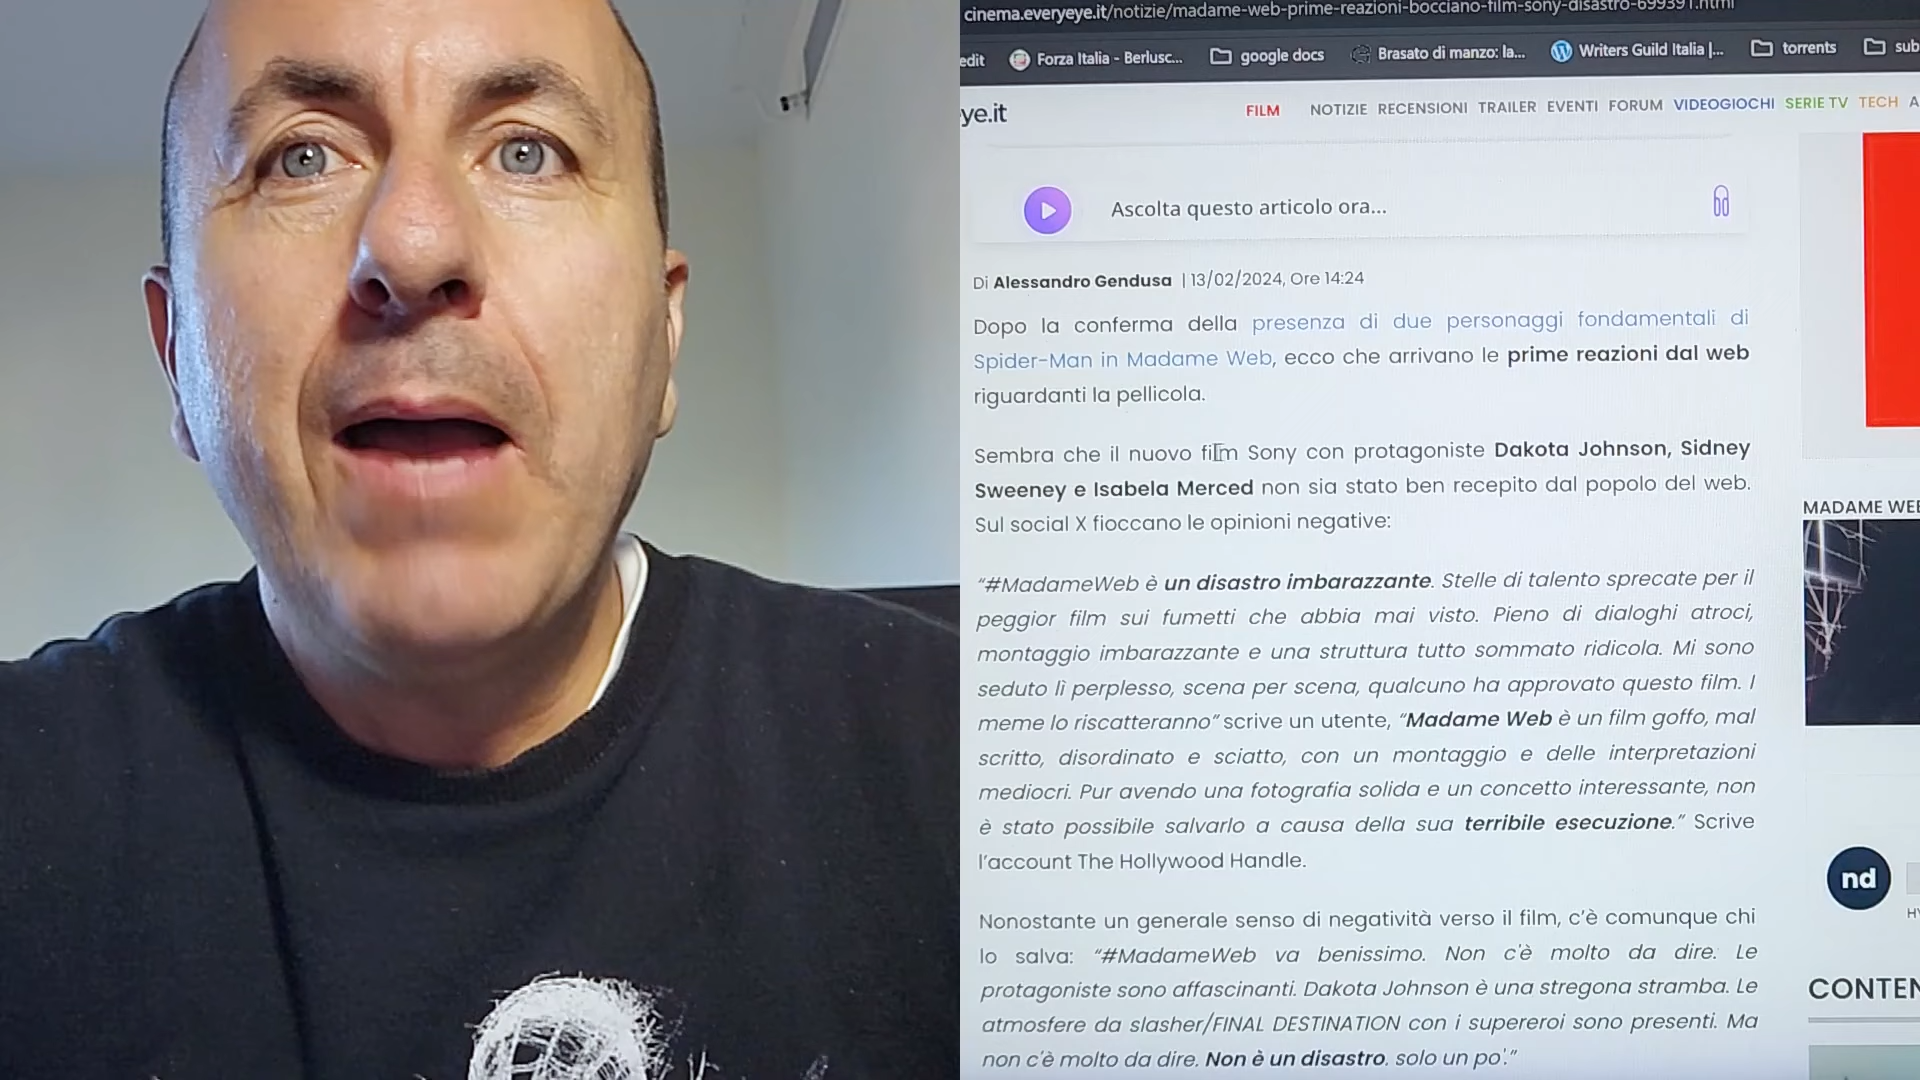 cinema.everyeye.it/notizie/madame-web-prime-reazioni-bocciano-film-sony-disastro-699391.html
edit Forza Italia - Berlusc... google docs Brasato di manzo: la... Writers Guild Italia |... torrents sub
ye.it FILM NOTIZIE RECENSIONI TRAILER EVENTI FORUM VIDEOGIOCHI SERIE TV TECH A
Ascolta questo articolo ora...
Di Alessandro Gendusa | 13/02/2024, Ore 14:24
Dopo la conferma della presenza di due personaggi fondamentali di
Spider-Man in Madame Web, ecco che arrivano le prime reazioni dal web
riguardanti la pellicola.
Sembra che il nuovo film Sony con protagoniste Dakota Johnson, Sidney
Sweeney e Isabela Merced non sia stato ben recepito dal popolo del web.
Sul social X fioccano le opinioni negative:
“#MadameWeb è un disastro imbarazzante. Stelle di talento sprecate per il
peggior film sui fumetti che abbia mai visto. Pieno di dialoghi atroci,
montaggio imbarazzante e una struttura tutto sommato ridicola. Mi sono
seduto lì perplesso, scena per scena, qualcuno ha approvato questo film. I
meme lo riscatteranno” scrive un utente, “Madame Web è un film goffo, mal
scritto, disordinato e sciatto, con un montaggio e delle interpretazioni
mediocri. Pur avendo una fotografia solida e un concetto interessante, non
è stato possibile salvarlo a causa della sua terribile esecuzione.” Scrive
l’account The Hollywood Handle.
Nonostante un generale senso di negatività verso il film, c’è comunque chi
lo salva: “#MadameWeb va benissimo. Non c'è molto da dire. Le
protagoniste sono affascinanti. Dakota Johnson è una stregona stramba. Le
atmosfere da slasher/FINAL DESTINATION con i supereroi sono presenti. Ma
non c'è molto da dire. Non è un disastro, solo un po'.”
MADAME WEB
nd
HY
CONTEN